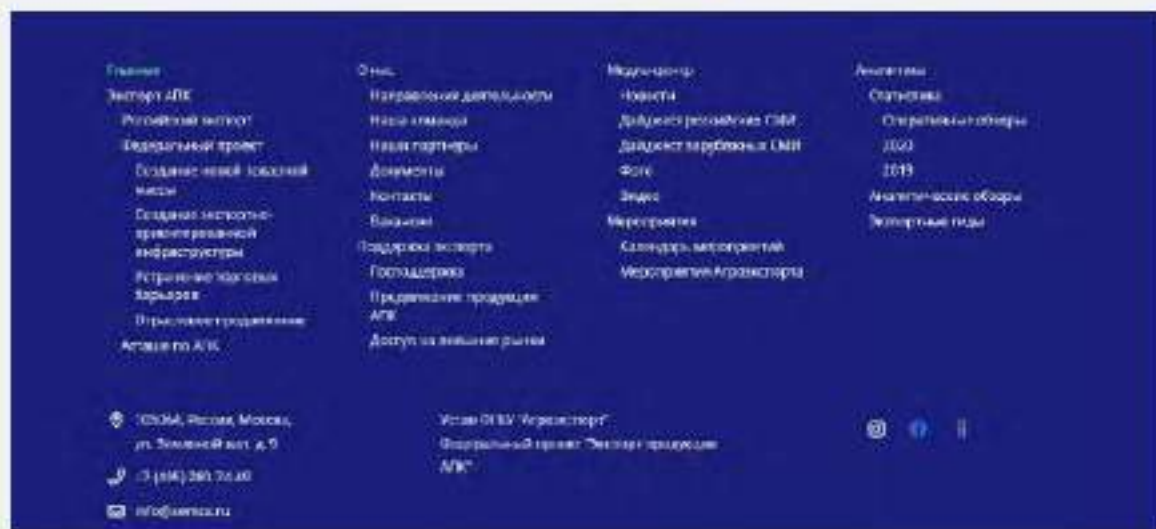 Главная
Экспорт АПК
Российский экспорт
Федеральный проект
Создание новой товарной
массы
Создание экспортно-
ориентированной
инфраструктуры
Устранение торговых
барьеров
Отраслевое продвижение
Атташе по АПК
О нас
Направления деятельности
Наша команда
Наши партнеры
Документы
Контакты
Вакансии
Поддержка экспорта
Господдержка
Продвижение продукции
АПК
Доступ на внешние рынки
Медиа-центр
Новости
Дайджест российских СМИ
Дайджест зарубежных СМИ
Фото
Видео
Мероприятия
Календарь мероприятий
Мероприятия Агроэкспорта
Аналитика
Статистика
Оперативные обзоры
2020
2019
Аналитические обзоры
Экспортные гиды
105064, Россия, Москва,
ул. Земляной вал, д. 9
Устав ФГБУ "Агроэкспорт"
Федеральный проект "Экспорт продукции
АПК"